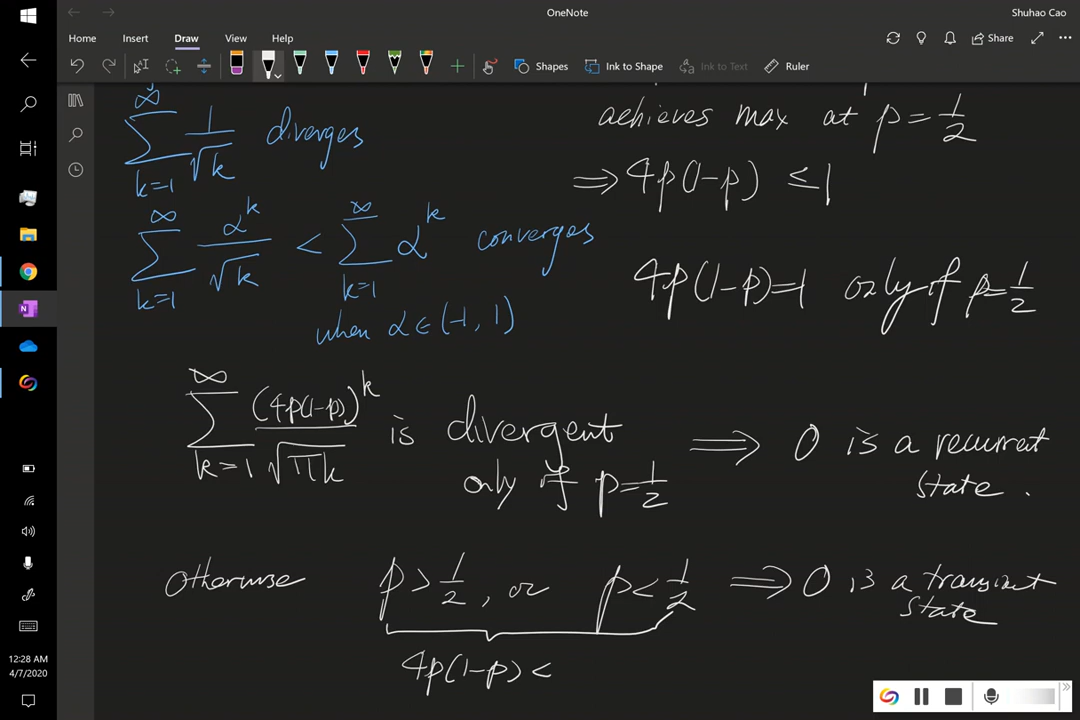 OneNote
Shuhao Cao
Home Insert Draw View Help
Share
Shapes Ink to Shape Ink to Text Ruler
∞
∑ 1/√k diverges
k=1
∞ ∞
∑ α^k/√k < ∑ α^k converges
k=1 k=1
when α ∈ (-1, 1)
achieves max at p = 1/2
⟹ 4p(1-p) ≤ 1
4p(1-p)=1 only if p=1/2
∞
∑ (4p(1-p))^k/√πk is divergent ⟹ 0 is a recurrent
k=1 only if p=1/2 state.
otherwise p > 1/2, or p < 1/2 ⟹ 0 is a transient
state
4p(1-p) <
12:28 AM
4/7/2020